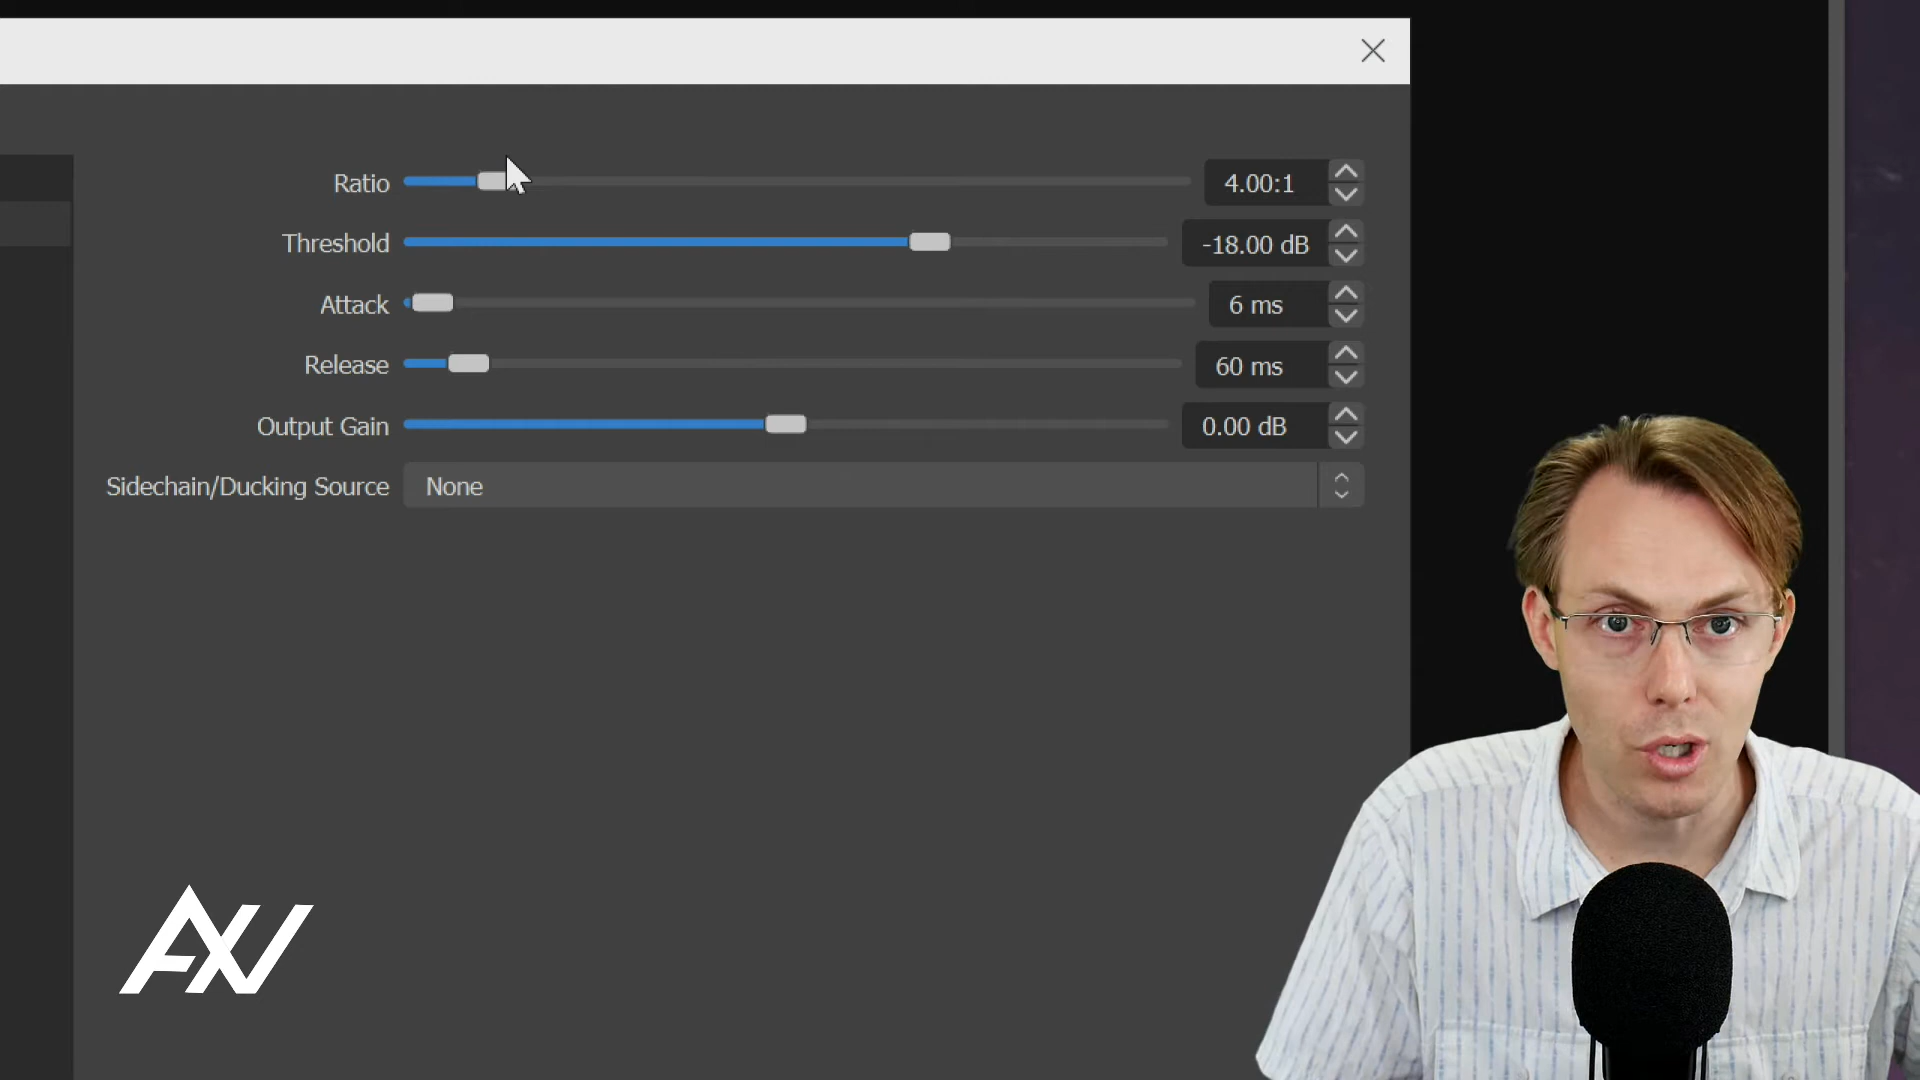 Ratio 4.00:1
Threshold -18.00 dB
Attack 6 ms
Release 60 ms
Output Gain 0.00 dB
Sidechain/Ducking Source None